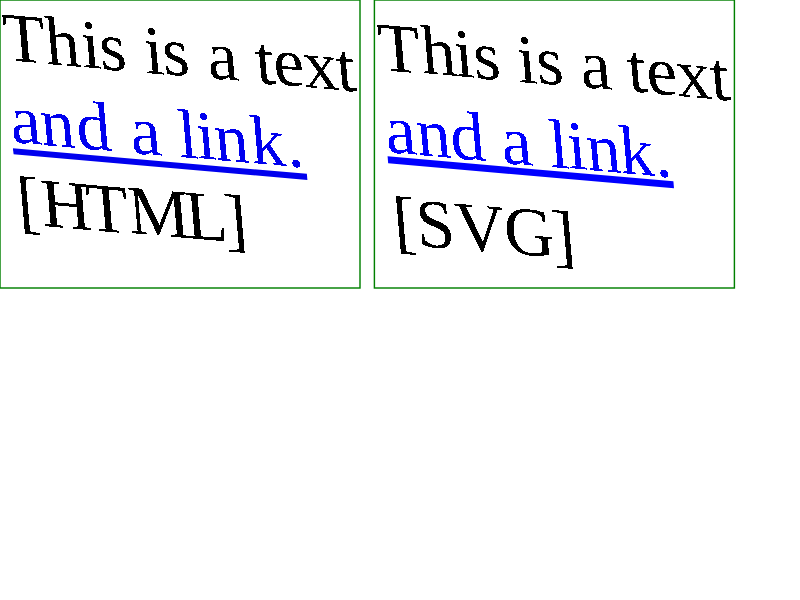 This is a text
and a link.
[HTML]
This is a text
and a link.
[SVG]